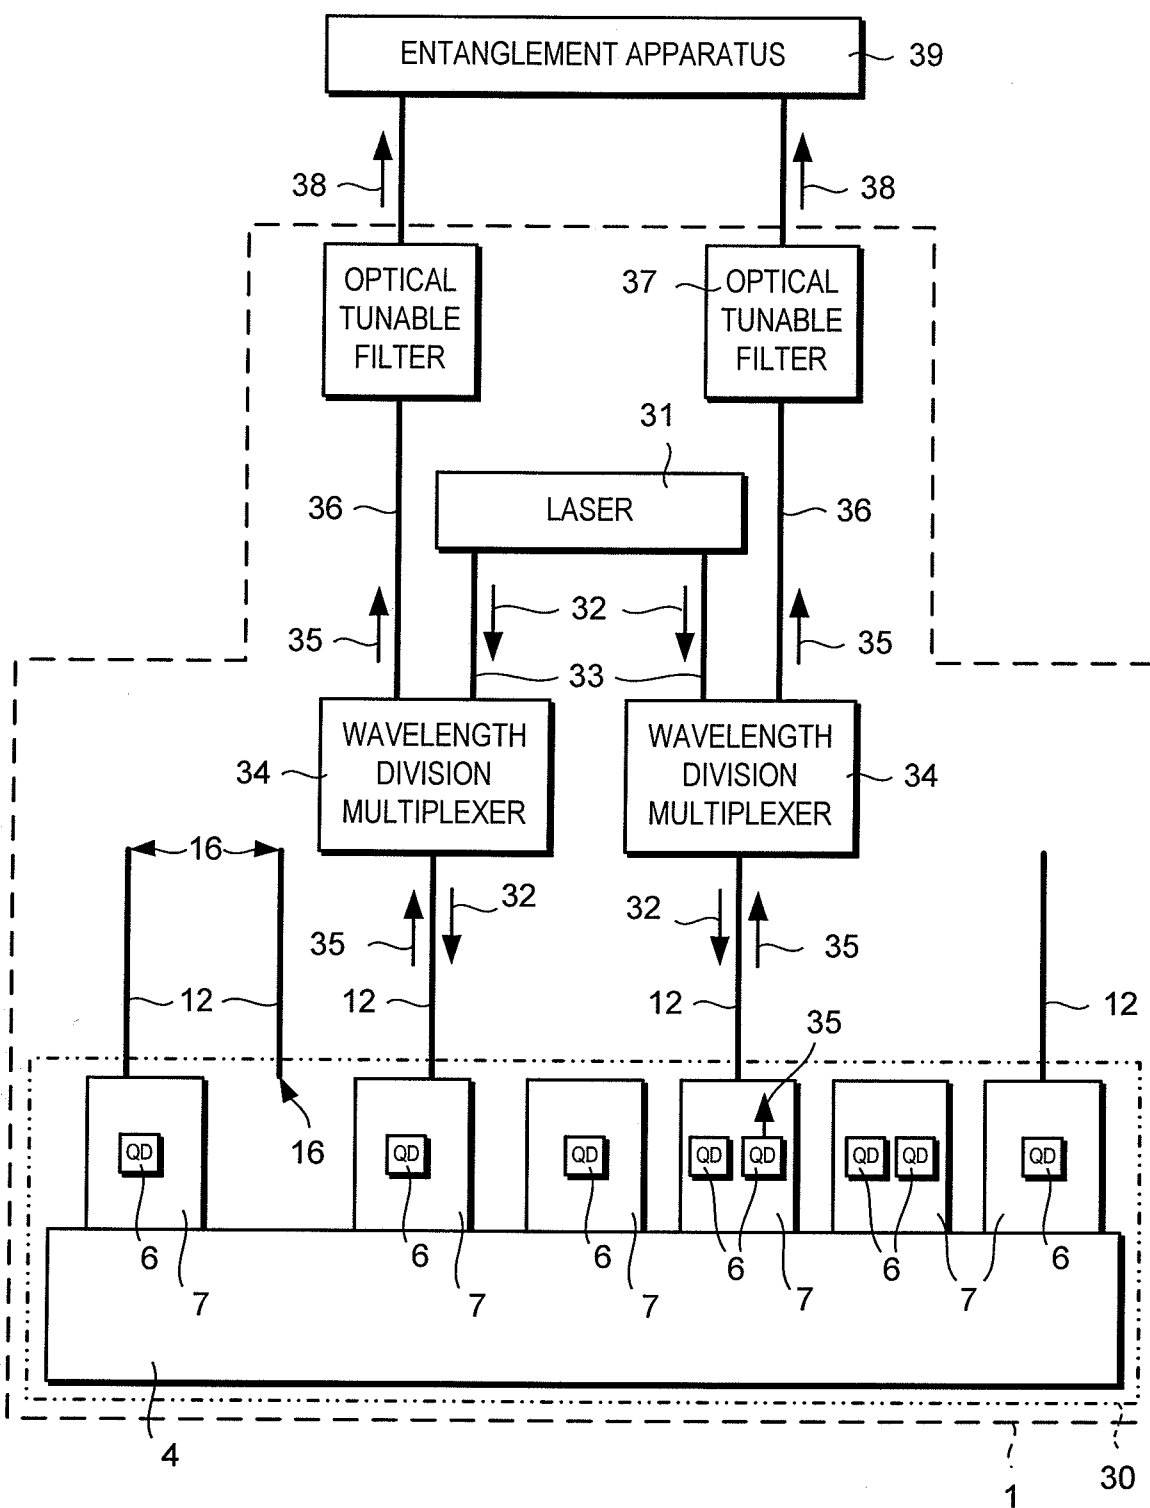 ENTANGLEMENT APPARATUS
39
38
38
OPTICAL
TUNABLE
FILTER
37
OPTICAL
TUNABLE
FILTER
31
LASER
36
36
35
32
35
33
WAVELENGTH
DIVISION
MULTIPLEXER
34
WAVELENGTH
DIVISION
MULTIPLEXER
34
16
32
32
35
35
12
12
12
12
35
16
QD
QD
QD
QD
QD
QD
QD
QD
6
6
6
6
6
6
7
7
7
7
7
4
30
1